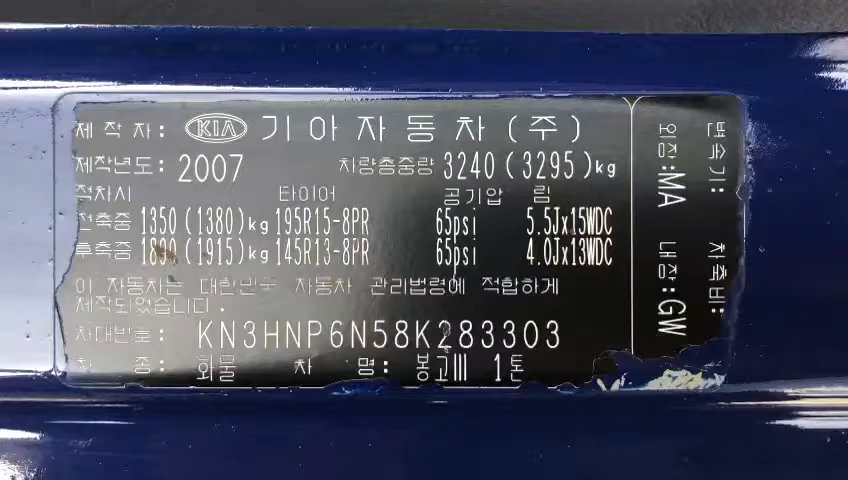 제 작 자: KIA 기아자동차(주)
제작년도: 2007 차량총중량 3240(3295)kg
적차시 타이어 공기압 림
전축중 1350(1380)kg 195R15-8PR 65psi 5.5Jx15WDC
후축중 1890(1915)kg 145R13-8PR 65psi 4.0Jx13WDC
이 자동차는 대한민국 자동차 관리법령에 적합하게
제작되었습니다.
차대번호: KN3HNP6N58K283303
차 종: 화물 차 명: 봉고III 1톤
변속기: 차축비:
외장:MA 내장:GW